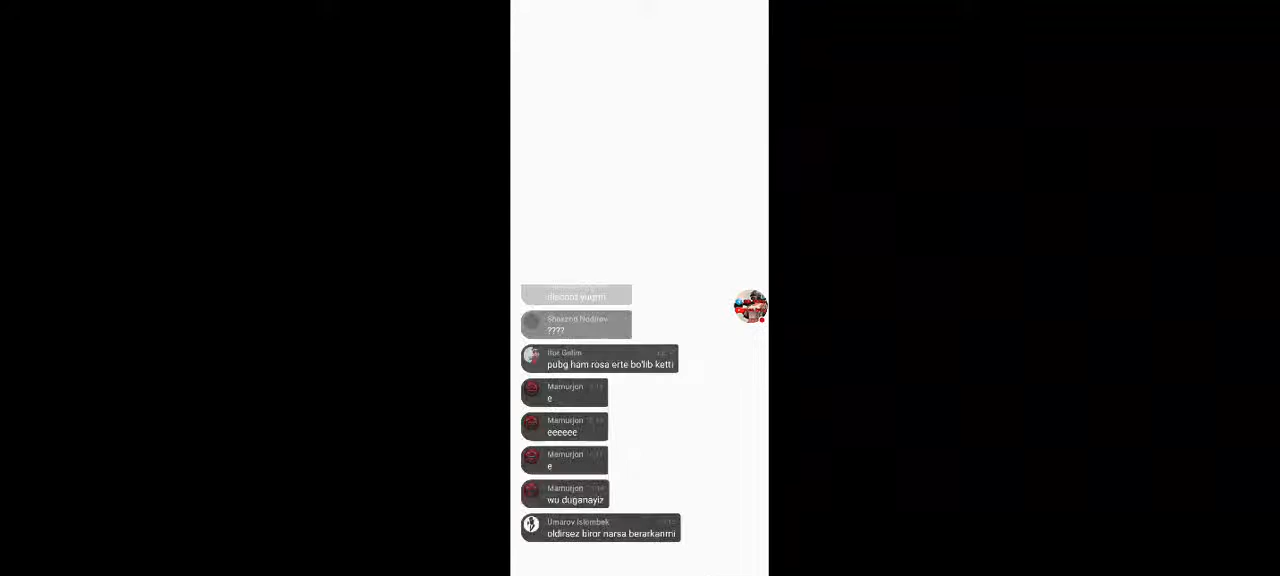 Shaxzod Nodirov
????
Ilor Golim
pubg ham rosa erte bo'lib ketti
Mamurjon
e
Mamurjon
eeeeee
Mamurjon
e
Mamurjon
wu duganayiz
Umarov Islombek
oldirsez biror narsa berarkanmi